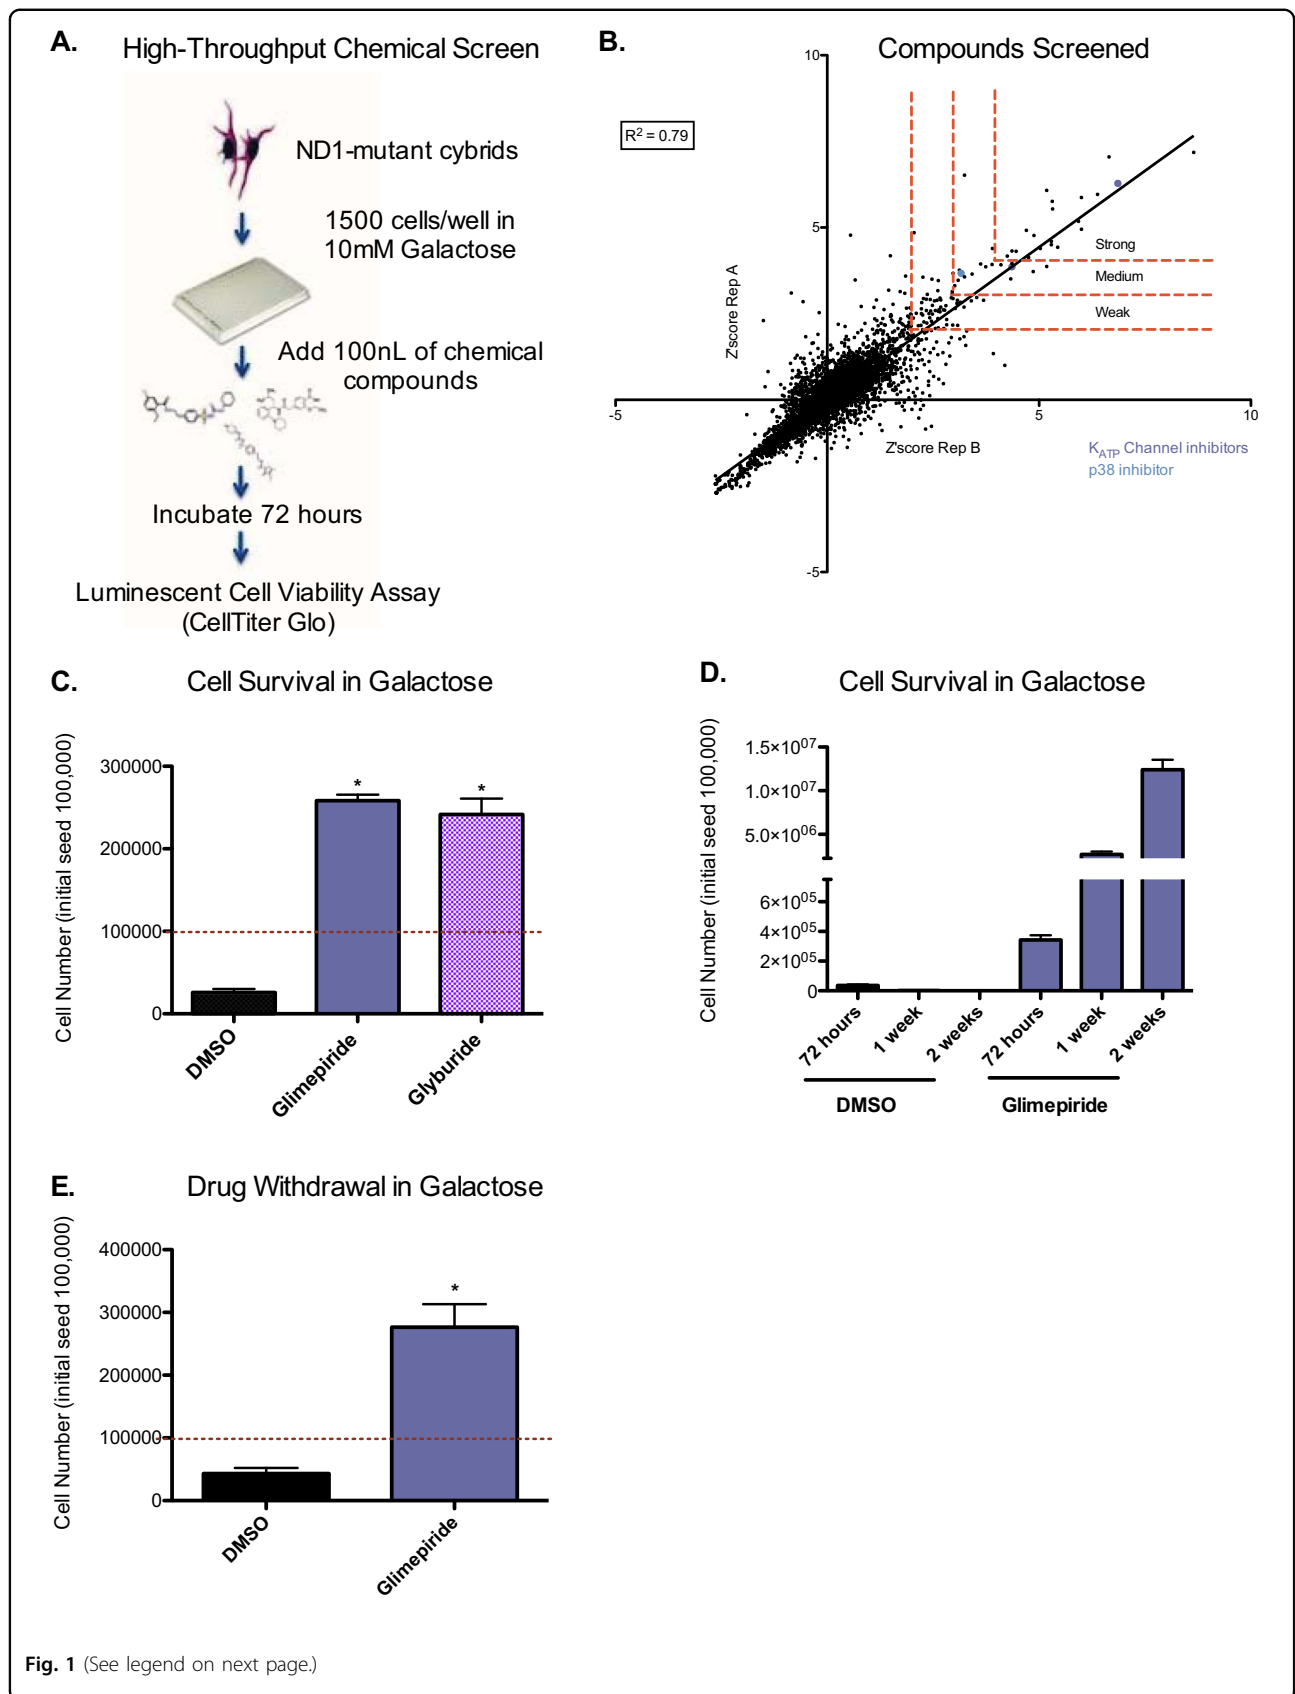 A. High-Throughput Chemical Screen
ND1-mutant cybrids
1500 cells/well in
10mM Galactose
Add 100nL of chemical
compounds
Incubate 72 hours
Luminescent Cell Viability Assay
(CellTiter Glo)
B. Compounds Screened
R² = 0.79
10
5
-5
-5
5
10
Z'score Rep A
Z'score Rep B
Strong
Medium
Weak
K_ATP Channel inhibitors
p38 inhibitor
C. Cell Survival in Galactose
Cell Number (initial seed 100,000)
300000
200000
100000
0
*
*
DMSO
Glimepiride
Glyburide
D. Cell Survival in Galactose
Cell Number (initial seed 100,000)
1.5×10⁰⁷
1.0×10⁰⁷
5.0×10⁰⁶
6×10⁰⁵
4×10⁰⁵
2×10⁰⁵
0
72 hours
1 week
2 weeks
72 hours
1 week
2 weeks
DMSO
Glimepiride
E. Drug Withdrawal in Galactose
Cell Number (initial seed 100,000)
400000
300000
200000
100000
0
*
DMSO
Glimepiride
Fig. 1 (See legend on next page.)